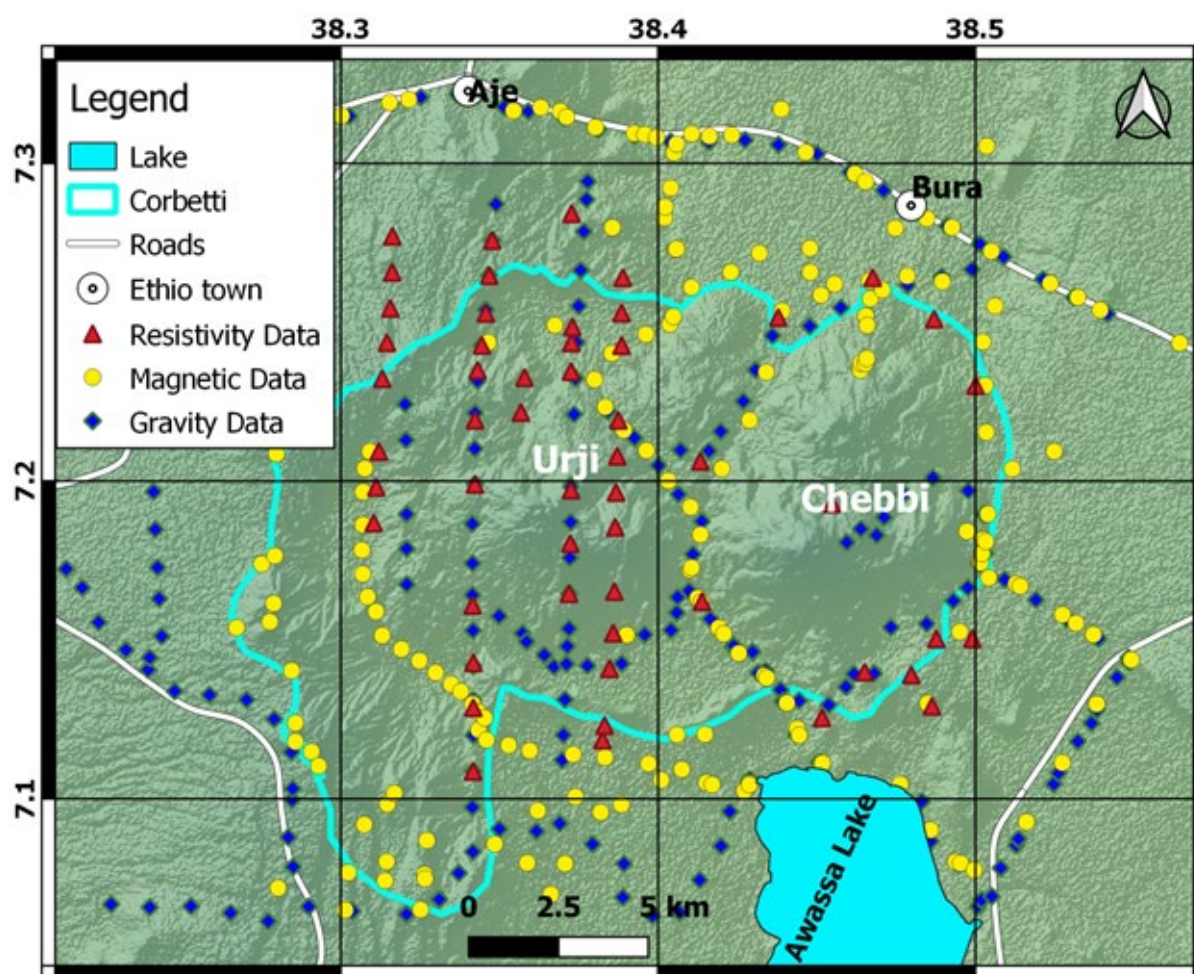 38.3
38.4
38.5
Legend
Lake
Corbetti
Roads
Ethio town
Resistivity Data
Magnetic Data
Gravity Data
Aje
Bura
7.3
7.2
Urji
Chebbi
7.1
0 2.5 5 km
Awassa Lake